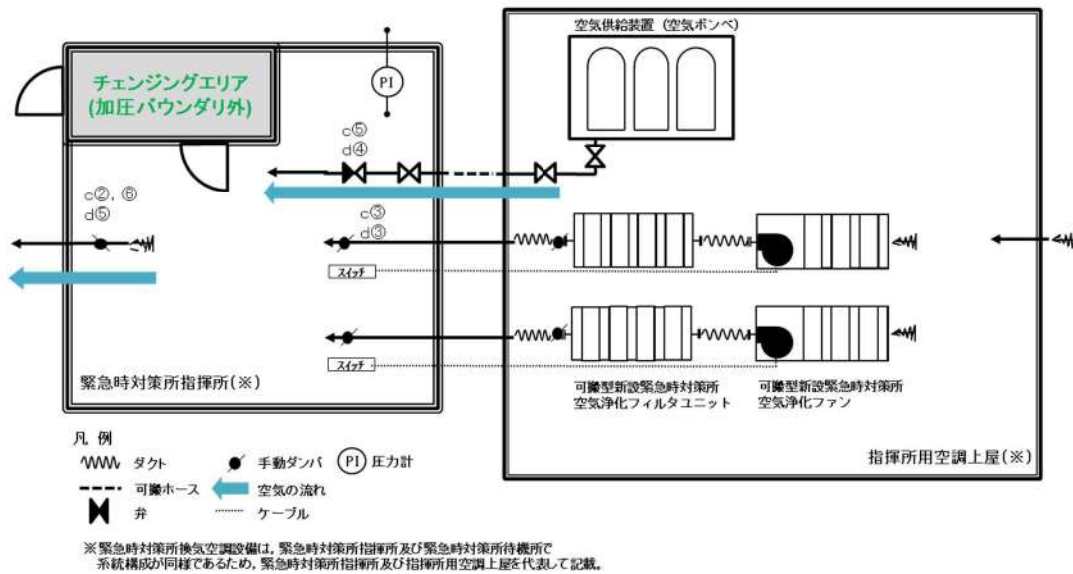 空気供給装置 (空気ボンベ)
チェンジングエリア
(加圧バウンダリ外)
PI
c⑤
d④
c②, ⑥
d⑤
c③
d③
スイッチ
スイッチ
緊急時対策所指揮所(※)
可搬型新設緊急時対策所
空気浄化フィルタユニット
可搬型新設緊急時対策所
空気浄化ファン
指揮所用空調上屋(※)
凡 例
ダクト
手動ダンパ
PI 圧力計
可搬ホース
空気の流れ
弁
ケーブル
※緊急時対策所換気空調設備は, 緊急時対策所指揮所及び緊急時対策所待機所で
系統構成が同様であるため, 緊急時対策所指揮所及び指揮所用空調上屋を代表して記載。